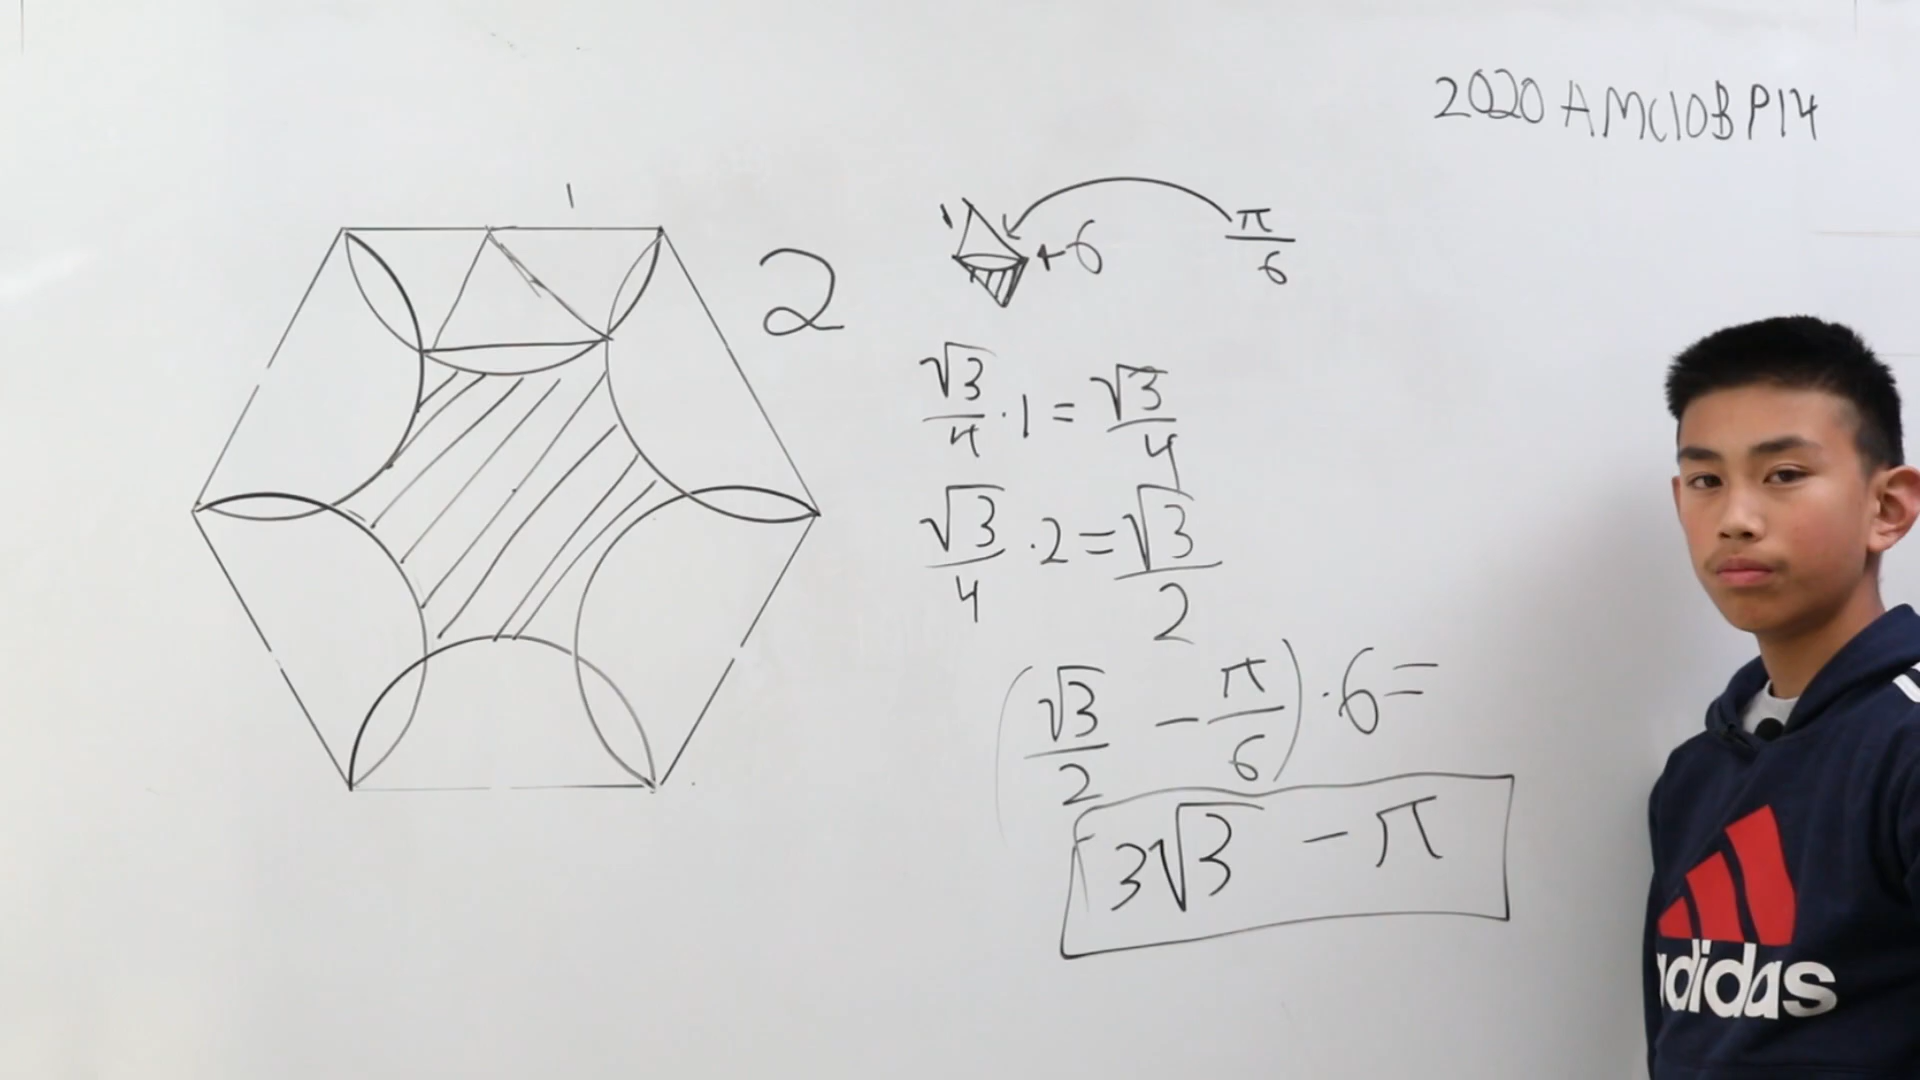 2020 AMC10B P14
1
2
1
+6
π/6
√3/4 · 1 = √3/4
√3/4 · 2 = √3/2
(√3/2 − π/6) · 6 =
3√3 − π
adidas